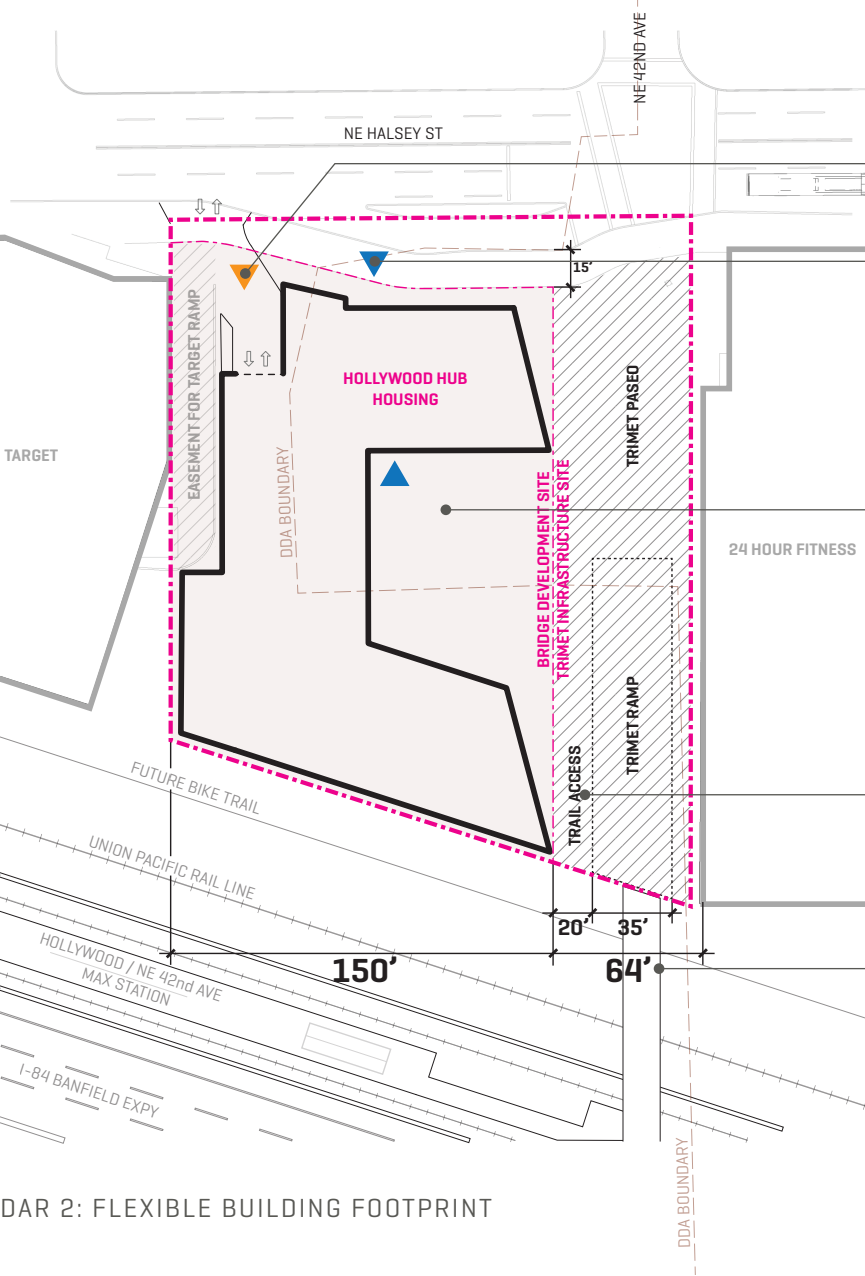 NE 42ND AVE
NE HALSEY ST
15’
EASEMENT FOR TARGET RAMP
HOLLYWOOD HUB
HOUSING
TRIMET PASEO
TARGET
DDA BOUNDARY
BRIDGE DEVELOPMENT SITE
TRIMET INFRASTRUCTURE SITE
24 HOUR FITNESS
TRIMET RAMP
TRAIL ACCESS
FUTURE BIKE TRAIL
UNION PACIFIC RAIL LINE
20’
35’
HOLLYWOOD / NE 42nd AVE
MAX STATION
150’
64’
I-84 BANFIELD EXPY
DDA BOUNDARY
DAR 2: FLEXIBLE BUILDING FOOTPRINT